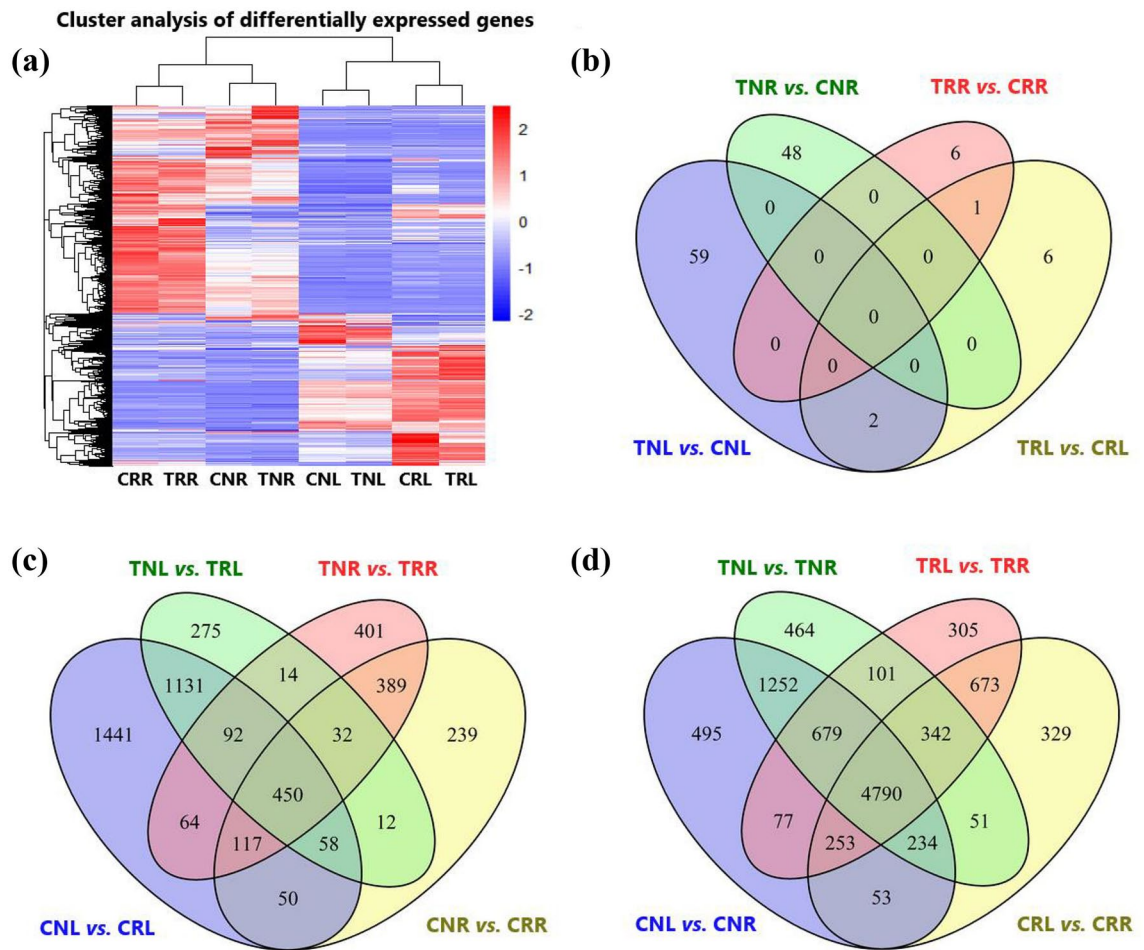 Cluster analysis of differentially expressed genes
(a)
2
1
0
-1
-2
CRR TRR CNR TNR CNL TNL CRL TRL
(b)
TNR vs. CNR TRR vs. CRR
48 6
0 0 1
59 0 0 6
0
0 0 0 0
2
TNL vs. CNL TRL vs. CRL
(c)
TNL vs. TRL TNR vs. TRR
275 401
1131 14 389
1441 92 32 239
450
64 117 58 12
50
CNL vs. CRL CNR vs. CRR
(d)
TNL vs. TNR TRL vs. TRR
464 305
1252 101 673
495 679 342 329
4790
77 253 234 51
53
CNL vs. CNR CRL vs. CRR